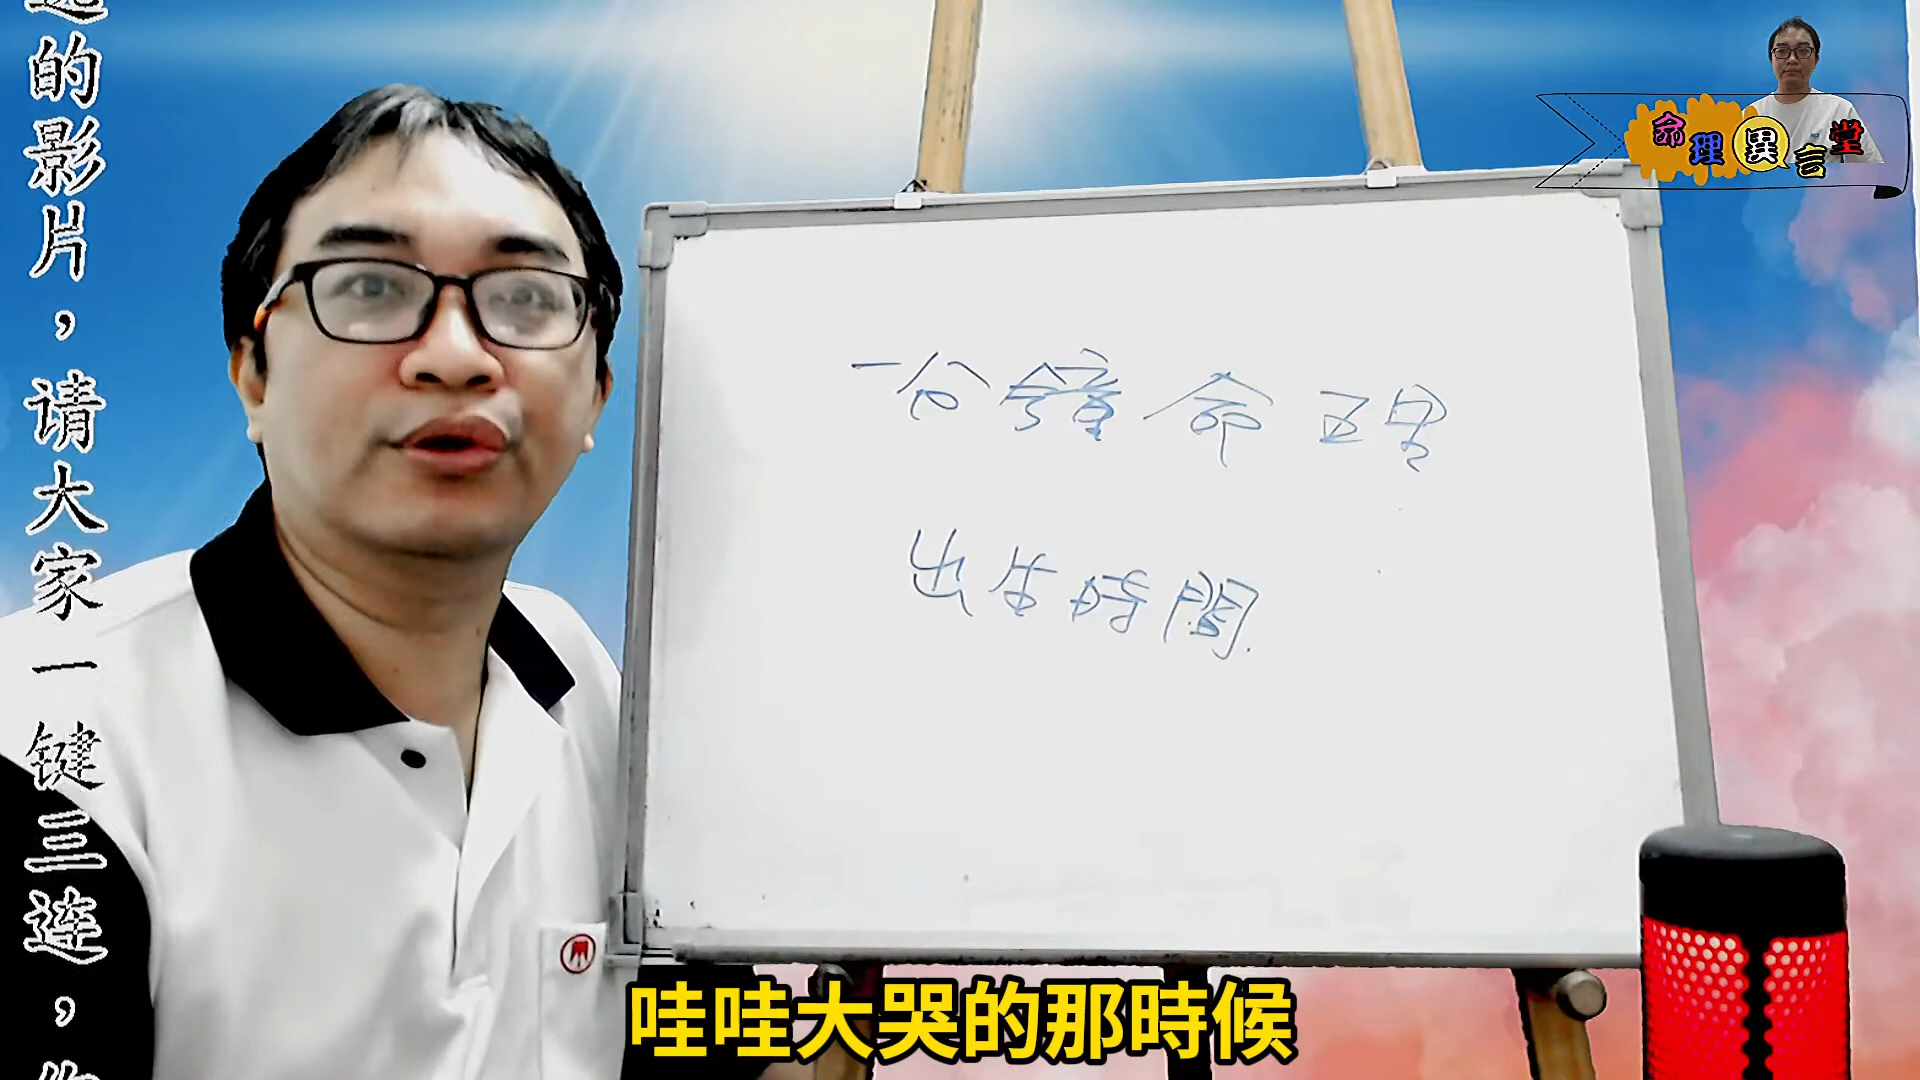 的影片，请大家一键三连，
命理異言堂
一分鐘命理
出生時間
哇哇大哭的那時候